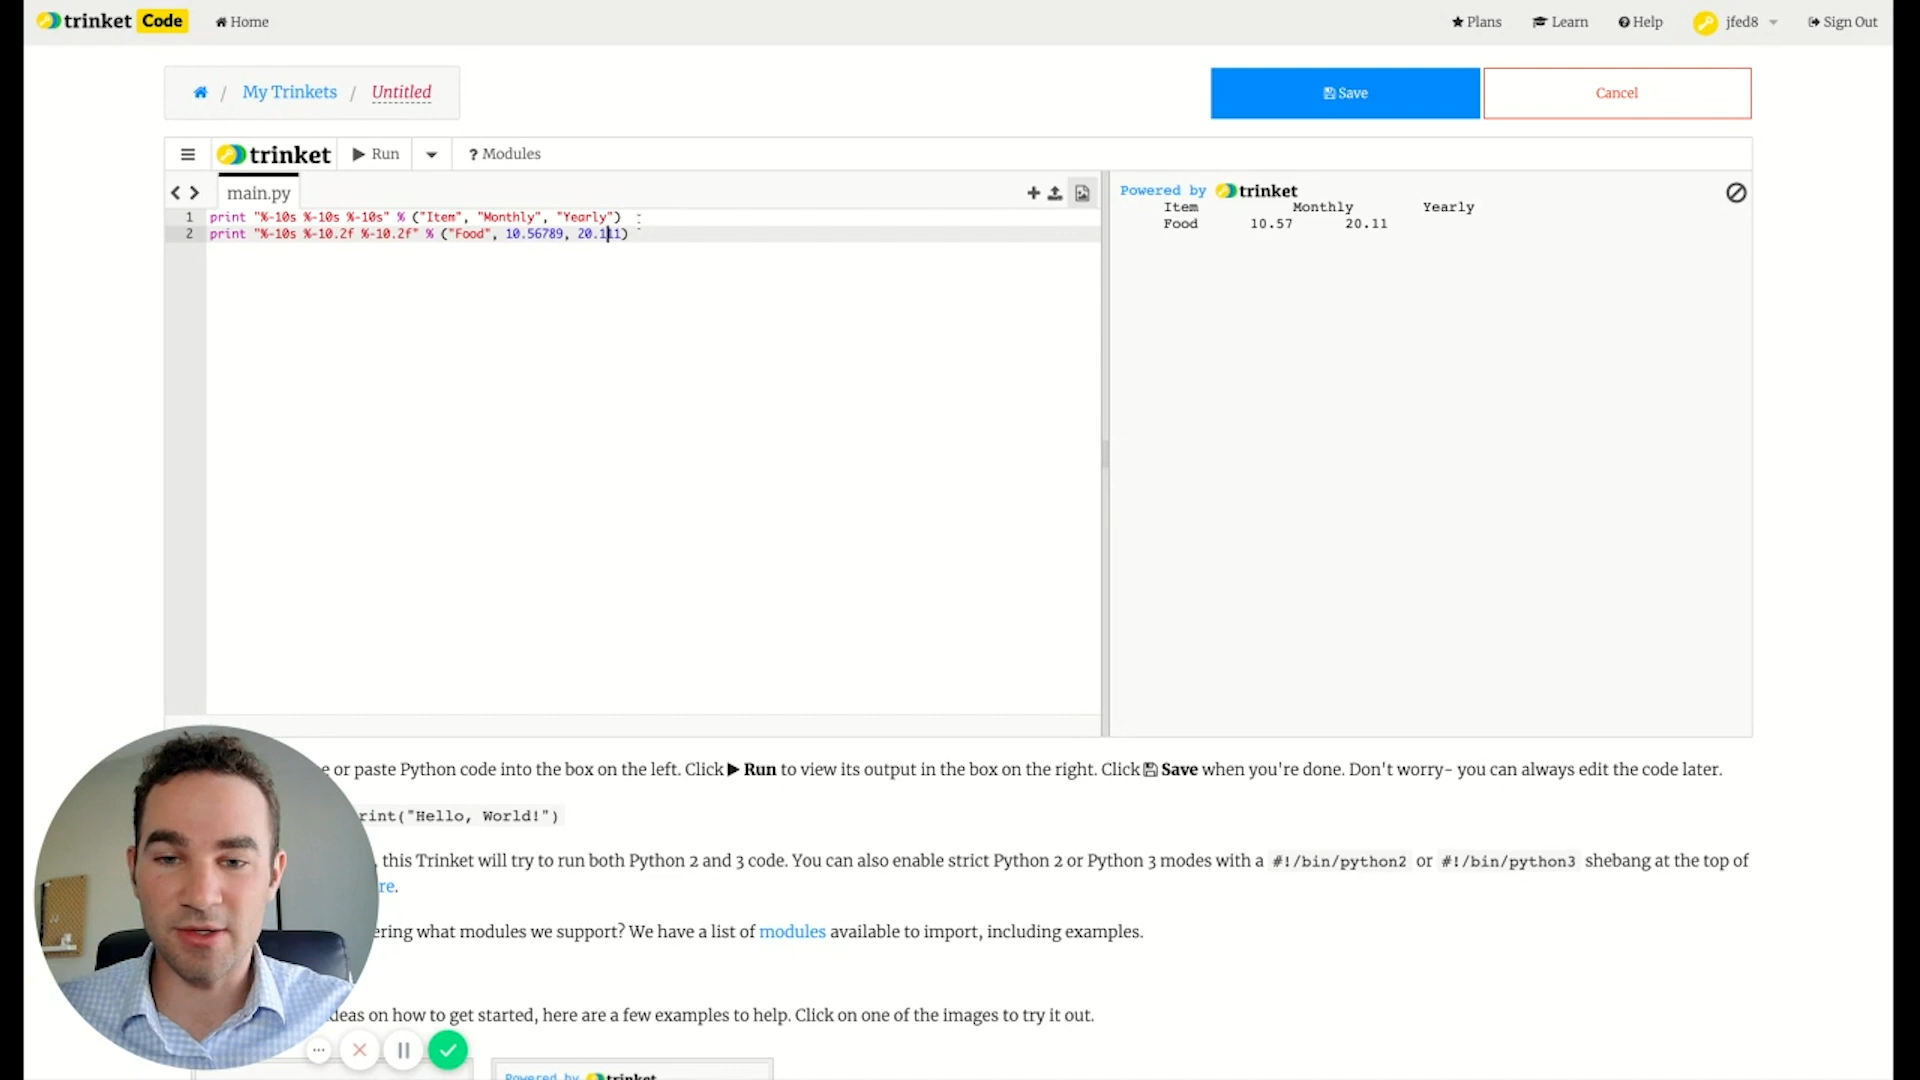 trinket Code Home Plans Learn Help jfed8 Sign Out
/ My Trinkets / Untitled Save Cancel
trinket Run ? Modules
main.py
Powered by trinket
1 print "%-10s %-10s %-10s" % ("Item", "Monthly", "Yearly")
2 print "%-10s %-10.2f %-10.2f" % ("Food", 10.56789, 20.111)
Item Monthly Yearly
Food 10.57 20.11
or paste Python code into the box on the left. Click Run to view its output in the box on the right. Click Save when you're done. Don't worry- you can always edit the code later.
rint("Hello, World!")
, this Trinket will try to run both Python 2 and 3 code. You can also enable strict Python 2 or Python 3 modes with a #!/bin/python2 or #!/bin/python3 shebang at the top of
re.
ering what modules we support? We have a list of modules available to import, including examples.
deas on how to get started, here are a few examples to help. Click on one of the images to try it out.
Powered by trinket